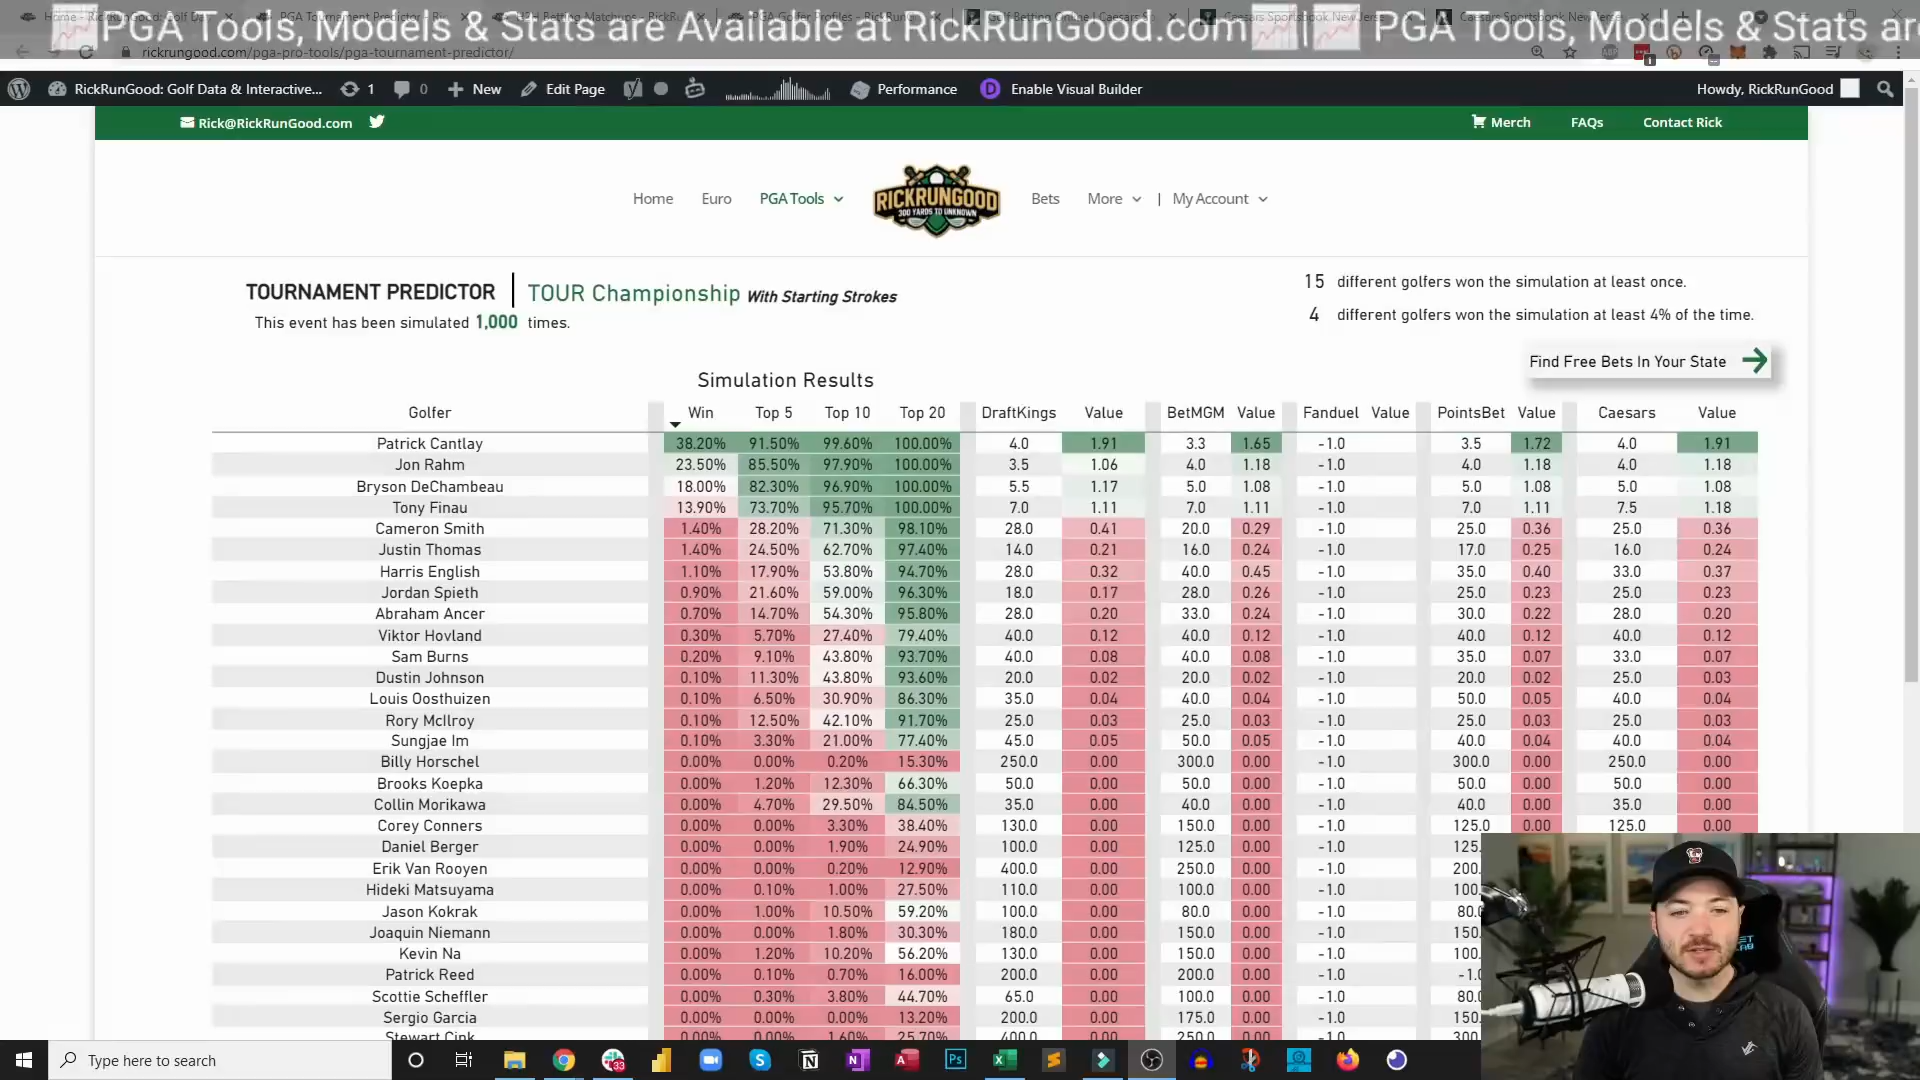 PGA Tools, Models & Stats are Available at RickRunGood.com PGA Tools, Models & Stats ar
rickrungood.com/pga-pro-tools/pga-tournament-predictor/
RickRunGood: Golf Data & Interactive... 1 0 New Edit Page Performance Enable Visual Builder Howdy, RickRunGood
Rick@RickRunGood.com Merch FAQs Contact Rick
Home Euro PGA Tools RICKRUNGOOD Bets More | My Account
300 YARDS TO UNKNOWN
TOURNAMENT PREDICTOR TOUR Championship With Starting Strokes
This event has been simulated 1,000 times.
15 different golfers won the simulation at least once.
4 different golfers won the simulation at least 4% of the time.
Find Free Bets In Your State
Simulation Results
Golfer Win Top 5 Top 10 Top 20 DraftKings Value BetMGM Value Fanduel Value PointsBet Value Caesars Value
Patrick Cantlay 38.20% 91.50% 99.60% 100.00% 4.0 1.91 3.3 1.65 -1.0 3.5 1.72 4.0 1.91
Jon Rahm 23.50% 85.50% 97.90% 100.00% 3.5 1.06 4.0 1.18 -1.0 4.0 1.18 4.0 1.18
Bryson DeChambeau 18.00% 82.30% 96.90% 100.00% 5.5 1.17 5.0 1.08 -1.0 5.0 1.08 5.0 1.08
Tony Finau 13.90% 73.70% 95.70% 100.00% 7.0 1.11 7.0 1.11 -1.0 7.0 1.11 7.5 1.18
Cameron Smith 1.40% 28.20% 71.30% 98.10% 28.0 0.41 20.0 0.29 -1.0 25.0 0.36 25.0 0.36
Justin Thomas 1.40% 24.50% 62.70% 97.40% 14.0 0.21 16.0 0.24 -1.0 17.0 0.25 16.0 0.24
Harris English 1.10% 17.90% 53.80% 94.70% 28.0 0.32 40.0 0.45 -1.0 35.0 0.40 33.0 0.37
Jordan Spieth 0.90% 21.60% 59.00% 96.30% 18.0 0.17 28.0 0.26 -1.0 25.0 0.23 25.0 0.23
Abraham Ancer 0.70% 14.70% 54.30% 95.80% 28.0 0.20 33.0 0.24 -1.0 30.0 0.22 28.0 0.20
Viktor Hovland 0.30% 5.70% 27.40% 79.40% 40.0 0.12 40.0 0.12 -1.0 40.0 0.12 40.0 0.12
Sam Burns 0.20% 9.10% 43.80% 93.70% 40.0 0.08 40.0 0.08 -1.0 35.0 0.07 33.0 0.07
Dustin Johnson 0.10% 11.30% 43.80% 93.60% 20.0 0.02 20.0 0.02 -1.0 20.0 0.02 25.0 0.03
Louis Oosthuizen 0.10% 6.50% 30.90% 86.30% 35.0 0.04 40.0 0.04 -1.0 50.0 0.05 40.0 0.04
Rory McIlroy 0.10% 12.50% 42.10% 91.70% 25.0 0.03 25.0 0.03 -1.0 25.0 0.03 25.0 0.03
Sungjae Im 0.10% 3.30% 21.00% 77.40% 45.0 0.05 50.0 0.05 -1.0 40.0 0.04 40.0 0.04
Billy Horschel 0.00% 0.00% 0.20% 15.30% 250.0 0.00 300.0 0.00 -1.0 300.0 0.00 250.0 0.00
Brooks Koepka 0.00% 1.20% 12.30% 66.30% 50.0 0.00 50.0 0.00 -1.0 50.0 0.00 50.0 0.00
Collin Morikawa 0.00% 4.70% 29.50% 84.50% 35.0 0.00 40.0 0.00 -1.0 40.0 0.00 35.0 0.00
Corey Conners 0.00% 0.00% 3.30% 38.40% 130.0 0.00 150.0 0.00 -1.0 125.0 0.00 125.0 0.00
Daniel Berger 0.00% 0.00% 1.90% 24.90% 100.0 0.00 125.0 0.00 -1.0 125.
Erik Van Rooyen 0.00% 0.00% 0.20% 12.90% 400.0 0.00 250.0 0.00 -1.0 200.
Hideki Matsuyama 0.00% 0.10% 1.00% 27.50% 110.0 0.00 100.0 0.00 -1.0 100.
Jason Kokrak 0.00% 1.00% 10.50% 59.20% 100.0 0.00 80.0 0.00 -1.0 80.
Joaquin Niemann 0.00% 0.00% 1.80% 30.30% 180.0 0.00 150.0 0.00 -1.0 150.
Kevin Na 0.00% 1.20% 10.20% 56.20% 130.0 0.00 150.0 0.00 -1.0 100.
Patrick Reed 0.00% 0.10% 0.70% 16.00% 200.0 0.00 200.0 0.00 -1.0 -1.
Scottie Scheffler 0.00% 0.30% 3.80% 44.70% 65.0 0.00 100.0 0.00 -1.0 80.
Sergio Garcia 0.00% 0.00% 0.00% 13.20% 200.0 0.00 175.0 0.00 -1.0 150.
Stewart Cink 0.00% 0.00% 1.60% 25.70% 400.0 0.00 250.0 0.00 -1.0 300
Type here to search